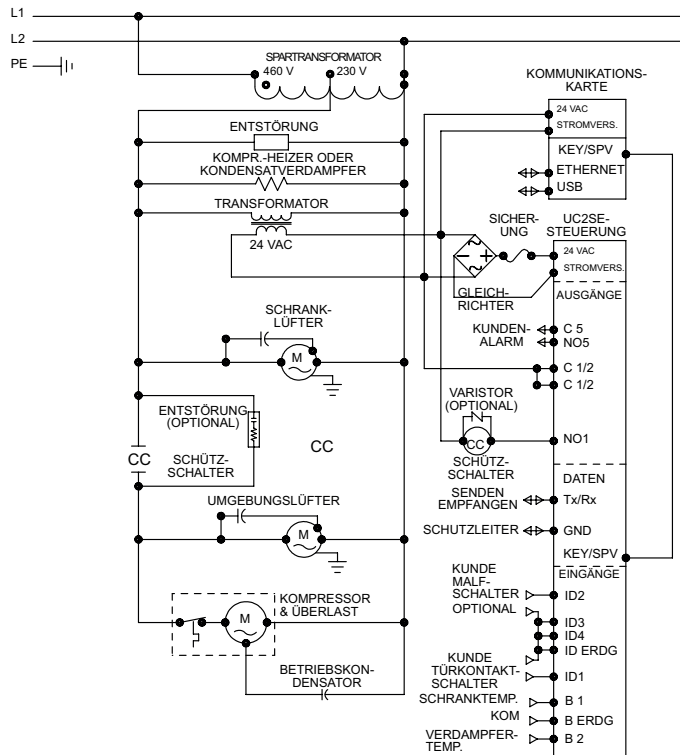 L1
L2
PE
SPARTRANSFORMATOR
460 V
230 V
ENTSTÖRUNG
KOMPR.-HEIZER ODER
KONDENSATVERDAMPFER
TRANSFORMATOR
24 VAC
SCHRANK-
LÜFTER
M
ENTSTÖRUNG
(OPTIONAL)
CC
CC
SCHÜTZ-
SCHALTER
UMGEBUNGSLÜFTER
M
KOMPRESSOR
& ÜBERLAST
M
BETRIEBSKON-
DENSATOR
KOMMUNIKATIONS-
KARTE
24 VAC
STROMVERS.
KEY/SPV
ETHERNET
USB
SICHER-
UNG
UC2SE-
STEUERUNG
24 VAC
STROMVERS.
GLEICH-
RICHTER
AUSGÄNGE
KUNDEN-
ALARM
C 5
NO5
C 1/2
C 1/2
VARISTOR
(OPTIONAL)
CC
NO1
SCHÜTZ-
SCHALTER
DATEN
SENDEN
EMPFANGEN
Tx/Rx
SCHUTZLEITER
GND
KEY/SPV
EINGÄNGE
KUNDE
MALF-
SCHALTER
OPTIONAL
ID2
ID3
ID4
ID ERDG
KUNDE
TÜRKONTAKT-
SCHALTER
ID1
SCHRANKTEMP.
B 1
KOM
B ERDG
VERDAMPFER-
TEMP.
B 2